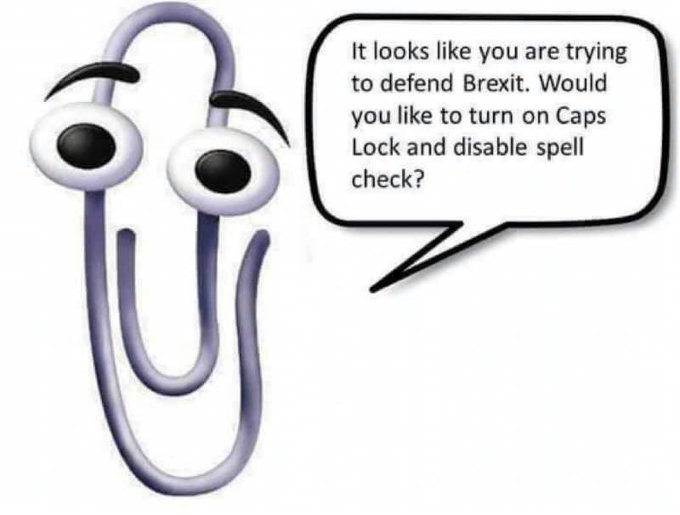 It looks like you are trying
to defend Brexit. Would
you like to turn on Caps
Lock and disable spell
check?